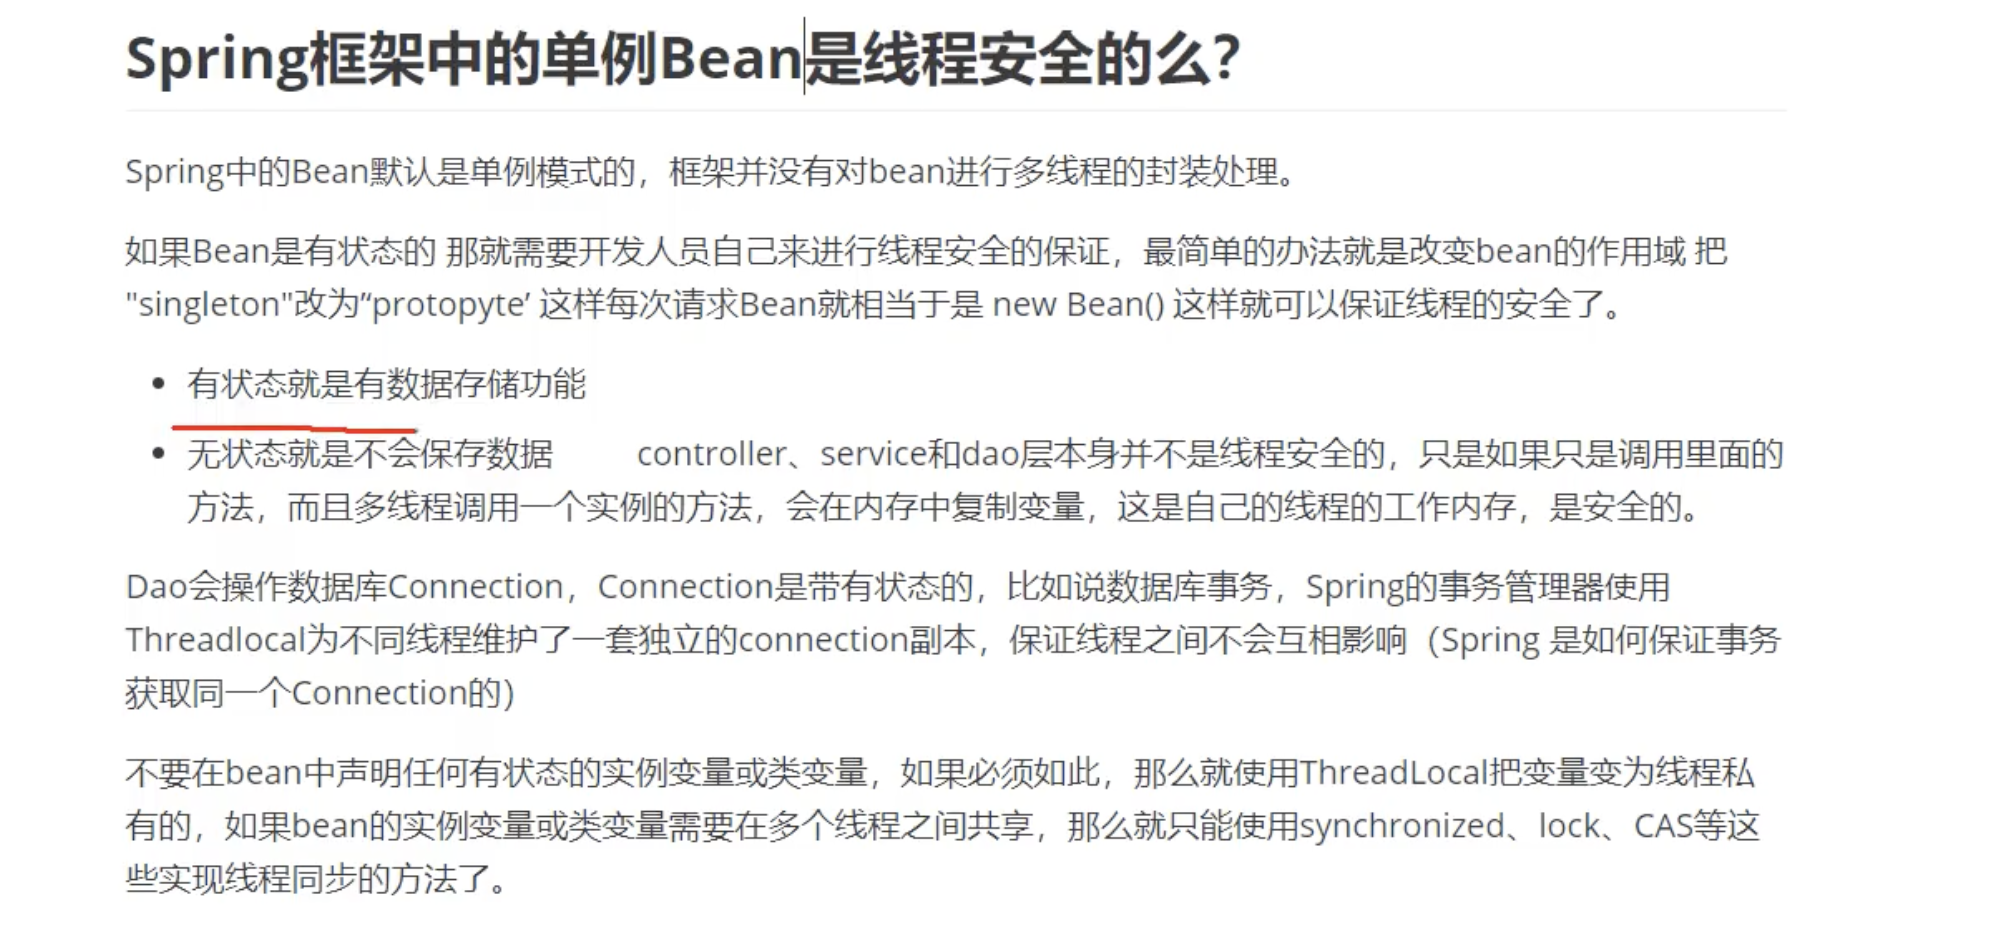 Spring框架中的单例Bean是线程安全的么?
Spring中的Bean默认是单例模式的，框架并没有对bean进行多线程的封装处理。
如果Bean是有状态的 那就需要开发人员自己来进行线程安全的保证，最简单的办法就是改变bean的作用域 把
"singleton"改为“protopyte’ 这样每次请求Bean就相当于是 new Bean() 这样就可以保证线程的安全了。
• 有状态就是有数据存储功能
• 无状态就是不会保存数据 controller、service和dao层本身并不是线程安全的，只是如果只是调用里面的
方法，而且多线程调用一个实例的方法，会在内存中复制变量，这是自己的线程的工作内存，是安全的。
Dao会操作数据库Connection，Connection是带有状态的，比如说数据库事务，Spring的事务管理器使用
Threadlocal为不同线程维护了一套独立的connection副本，保证线程之间不会互相影响（Spring 是如何保证事务
获取同一个Connection的）
不要在bean中声明任何有状态的实例变量或类变量，如果必须如此，那么就使用ThreadLocal把变量变为线程私
有的，如果bean的实例变量或类变量需要在多个线程之间共享，那么就只能使用synchronized、lock、CAS等这
些实现线程同步的方法了。